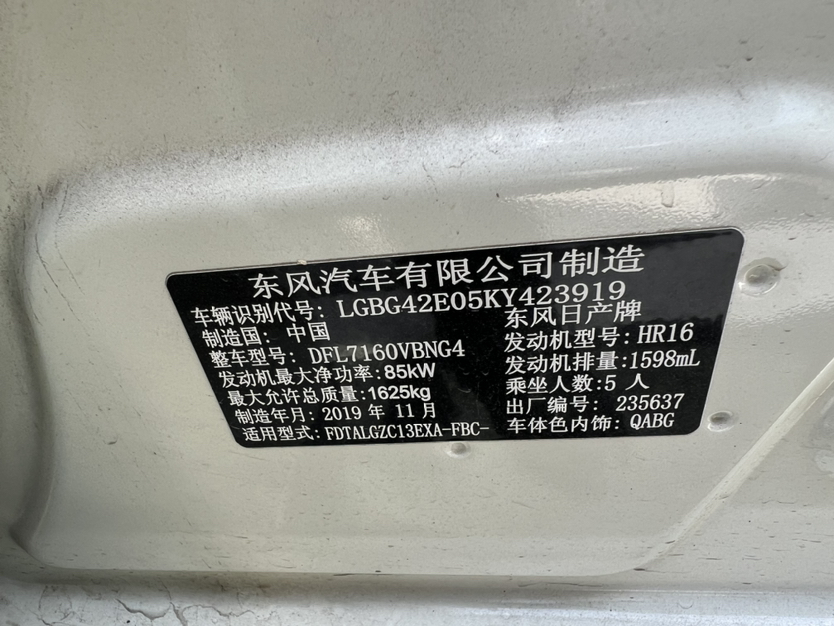 东风汽车有限公司制造
车辆识别代号: LGBG42E05KY423919
制造国: 中国 东风日产牌
整车型号: DFL7160VBNG4 发动机型号: HR16
发动机最大净功率: 85kW 发动机排量: 1598mL
最大允许总质量: 1625kg 乘坐人数: 5 人
制造年月: 2019 年 11 月 出厂编号: 235637
适用型式: FDTALGZC13EXA-FBC- 车体色内饰: QABG